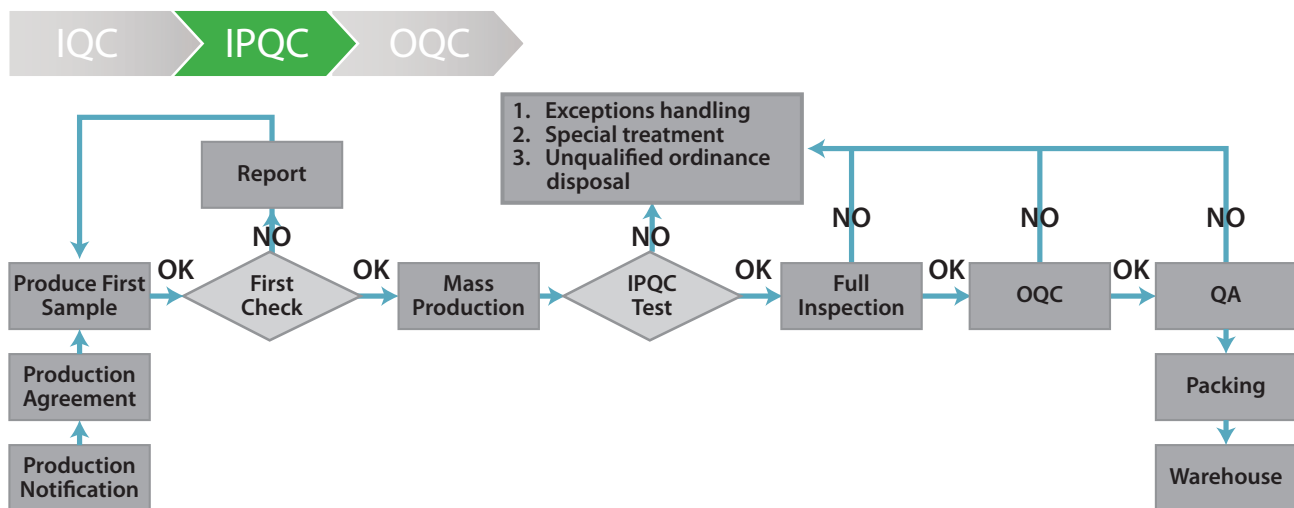 IQC
IPQC
OQC
1. Exceptions handling
2. Special treatment
3. Unqualified ordinance
disposal
Report
NO
NO
NO
NO
NO
Produce First
Sample
OK
First
Check
OK
Mass
Production
IPQC
Test
OK
Full
Inspection
OK
OQC
OK
QA
Production
Agreement
Packing
Production
Notification
Warehouse